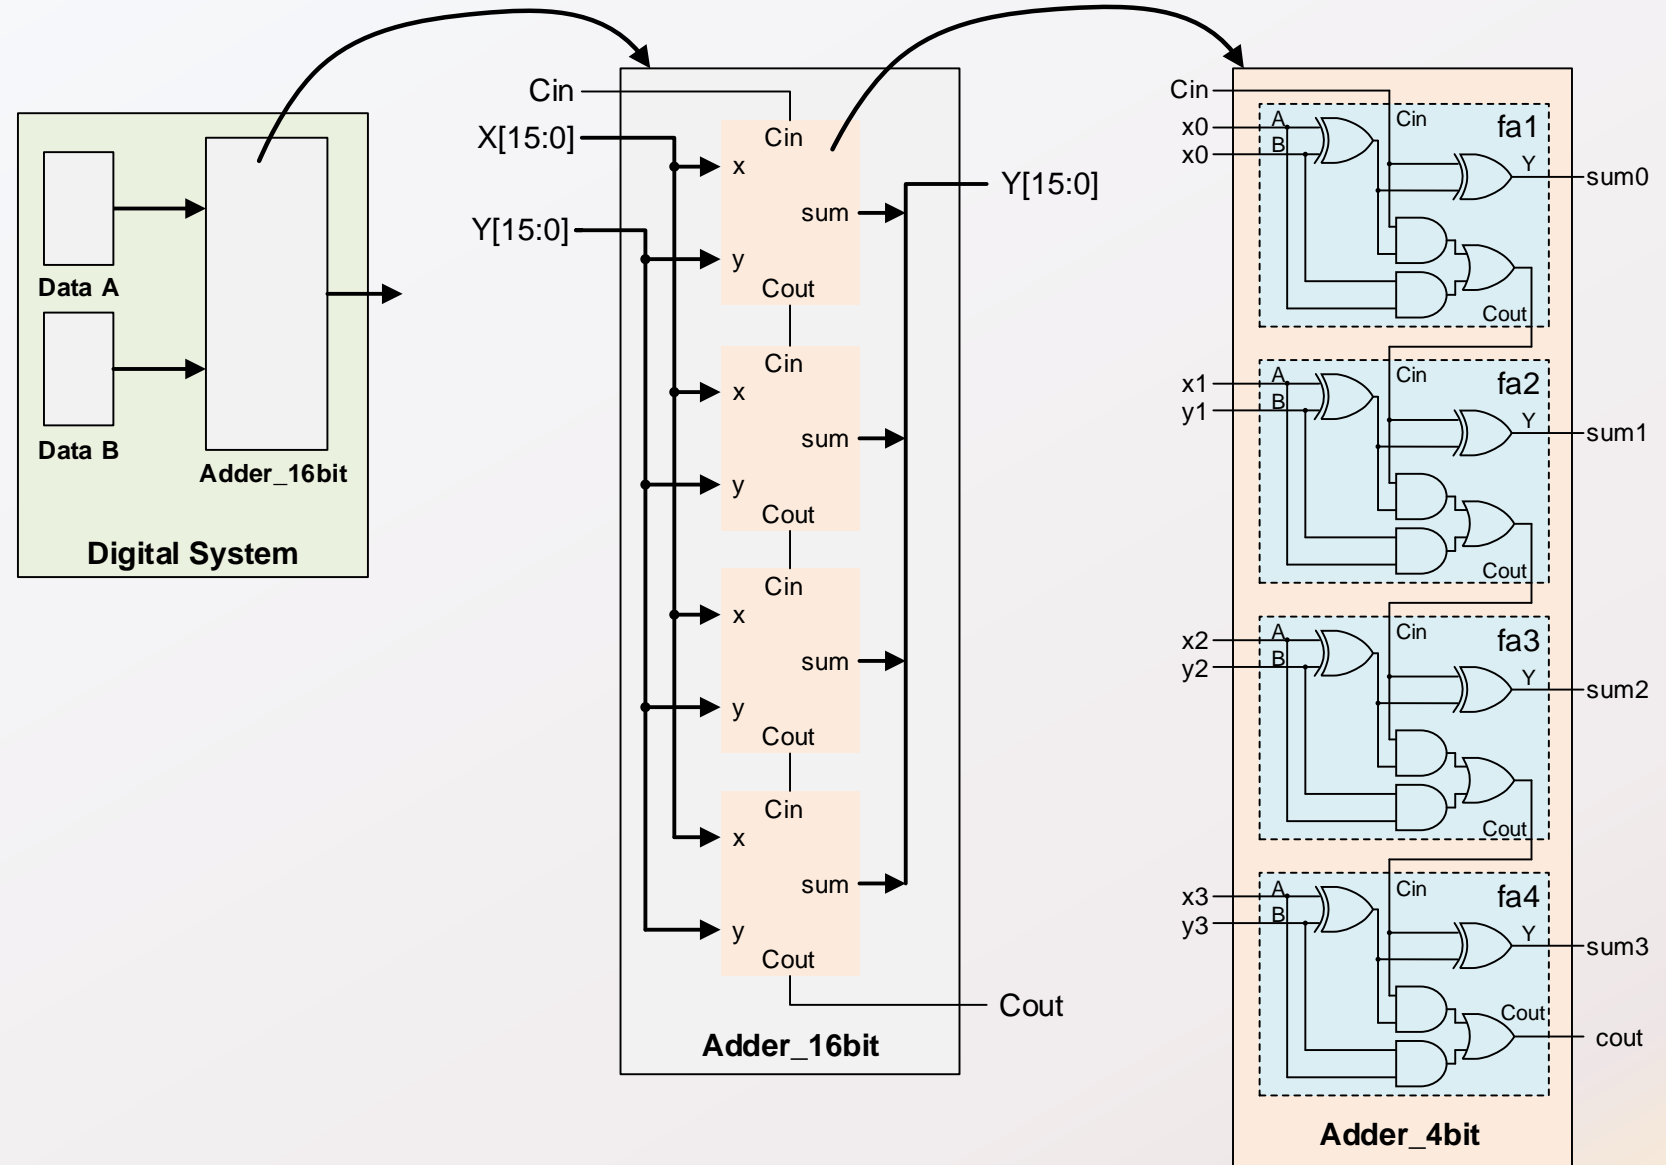 Data A
Data B
Adder_16bit
Digital System
Cin
X[15:0]
Y[15:0]
Cin
x
sum
y
Cout
Cin
x
sum
y
Cout
Cin
x
sum
y
Cout
Cin
x
sum
y
Cout
Y[15:0]
Cout
Adder_16bit
Cin
x0
x0
A
B
Cin
fa1
Y
Cout
sum0
x1
y1
A
B
Cin
fa2
Y
Cout
sum1
x2
y2
A
B
Cin
fa3
Y
Cout
sum2
x3
y3
A
B
Cin
fa4
Y
Cout
sum3
cout
Adder_4bit